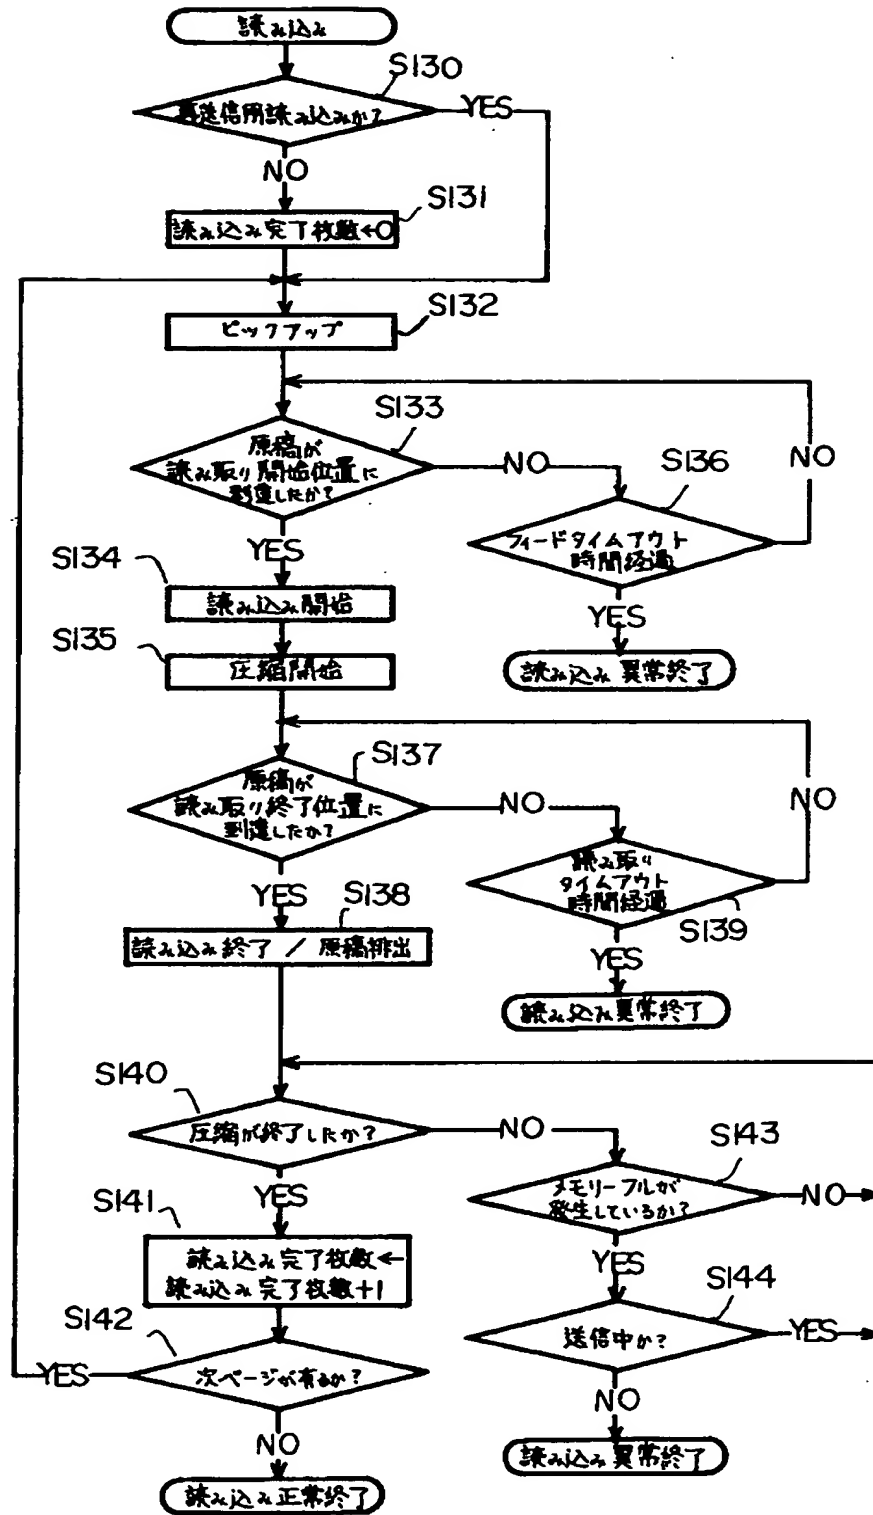 読み込み
S130
再送信用読み込みか?
YES
NO
S131
読み込み完了枚数←0
S132
ピックアップ
S133
原稿が
読み取り開始位置に
到達したか?
NO
S136
NO
フィードタイムアウト
時間経過
YES
YES
S134
読み込み開始
読み込み異常終了
S135
圧縮開始
S137
原稿が
読み取り終了位置に
到達したか?
NO
NO
読み取り
タイムアウト
時間経過
S139
YES
YES
S138
読み込み終了 / 原稿排出
読み込み異常終了
S140
圧縮が終了したか?
NO
S143
メモリーフルが
発生しているか?
NO
YES
YES
S141
読み込み完了枚数←
読み込み完了枚数+1
S144
送信中か?
YES
NO
S142
次ページが有るか?
YES
NO
読み込み異常終了
読み込み正常終了